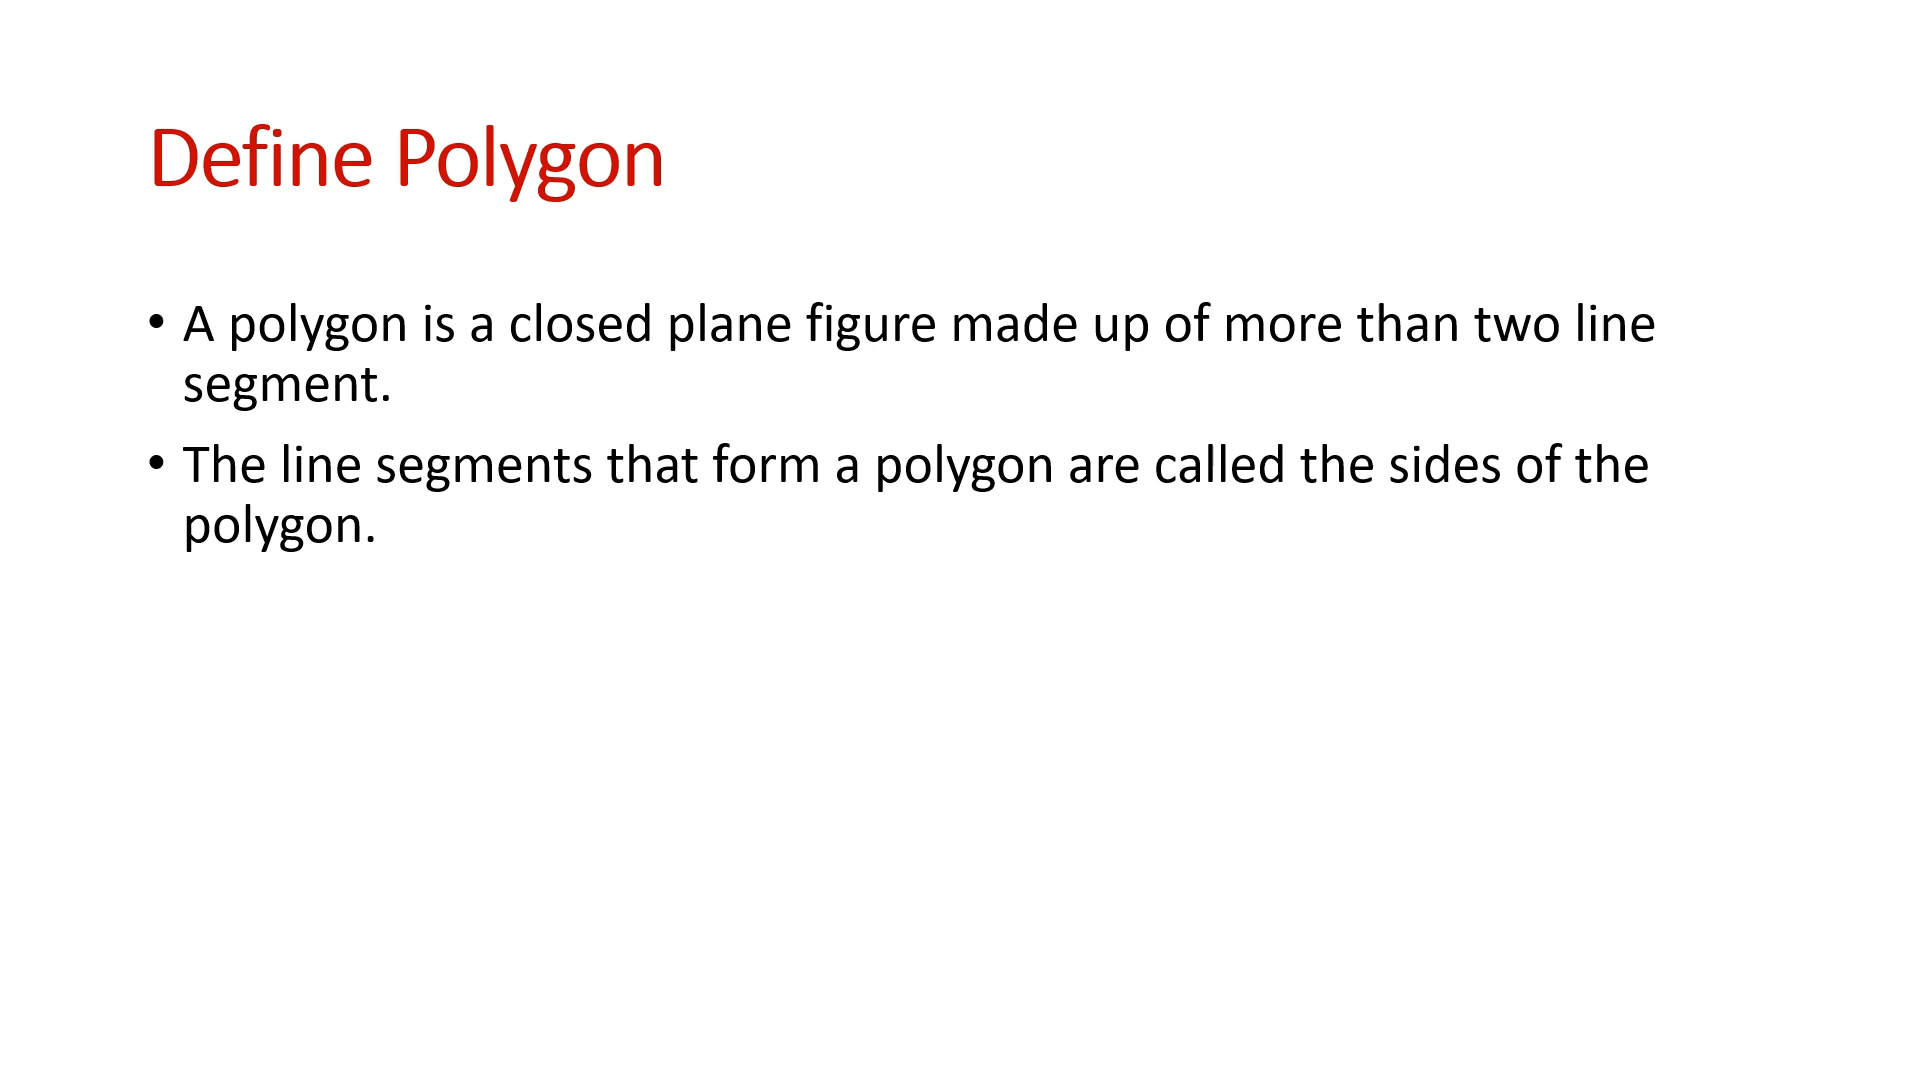 Define Polygon
• A polygon is a closed plane figure made up of more than two line
segment.
• The line segments that form a polygon are called the sides of the
polygon.